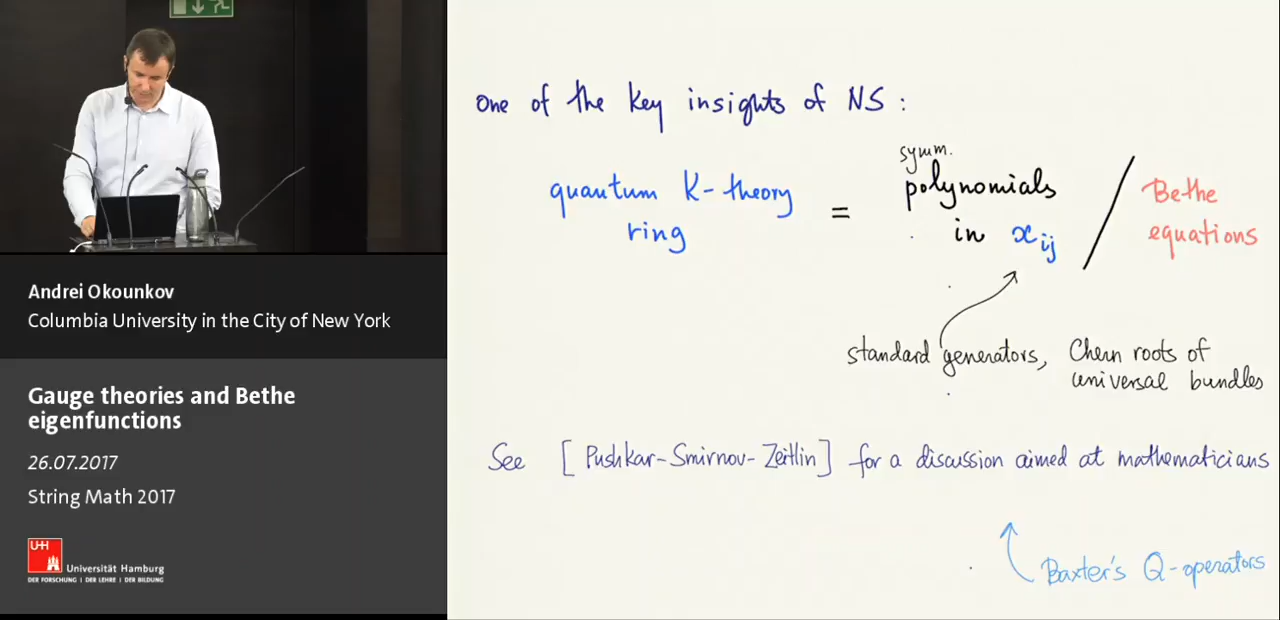 One of the key insights of NS :
symm.
quantum K-theory ring = polynomials in xij / Bethe equations
standard generators, Chern roots of universal bundles
See [Pushkar-Smirnov-Zeitlin] for a discussion aimed at mathematicians
Baxter's Q-operators
Andrei Okounkov
Columbia University in the City of New York
Gauge theories and Bethe
eigenfunctions
26.07.2017
String Math 2017
UH
Universität Hamburg
DER FORSCHUNG | DER LEHRE | DER BILDUNG